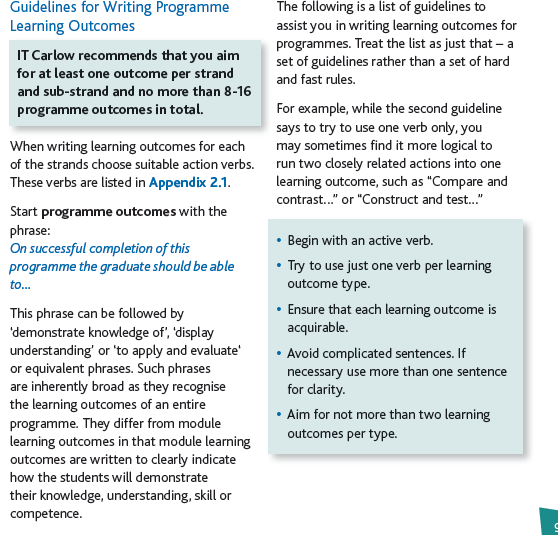 Guidelines for Writing Programme
Learning Outcomes
IT Carlow recommends that you aim
for at least one outcome per strand
and sub-strand and no more than 8-16
programme outcomes in total.
When writing learning outcomes for each
of the strands choose suitable action verbs.
These verbs are listed in Appendix 2.1.
Start programme outcomes with the
phrase:
On successful completion of this
programme the graduate should be able
to...
This phrase can be followed by
‘demonstrate knowledge of’, ‘display
understanding’ or ‘to apply and evaluate‘
or equivalent phrases. Such phrases
are inherently broad as they recognise
the learning outcomes of an entire
programme. They differ from module
learning outcomes in that module learning
outcomes are written to clearly indicate
how the students will demonstrate
their knowledge, understanding, skill or
competence.
The following is a list of guidelines to
assist you in writing learning outcomes for
programmes. Treat the list as just that – a
set of guidelines rather than a set of hard
and fast rules.
For example, while the second guideline
says to try to use one verb only, you
may sometimes find it more logical to
run two closely related actions into one
learning outcome, such as “Compare and
contrast...” or “Construct and test...”
• Begin with an active verb.
• Try to use just one verb per learning
outcome type.
• Ensure that each learning outcome is
acquirable.
• Avoid complicated sentences. If
necessary use more than one sentence
for clarity.
• Aim for not more than two learning
outcomes per type.